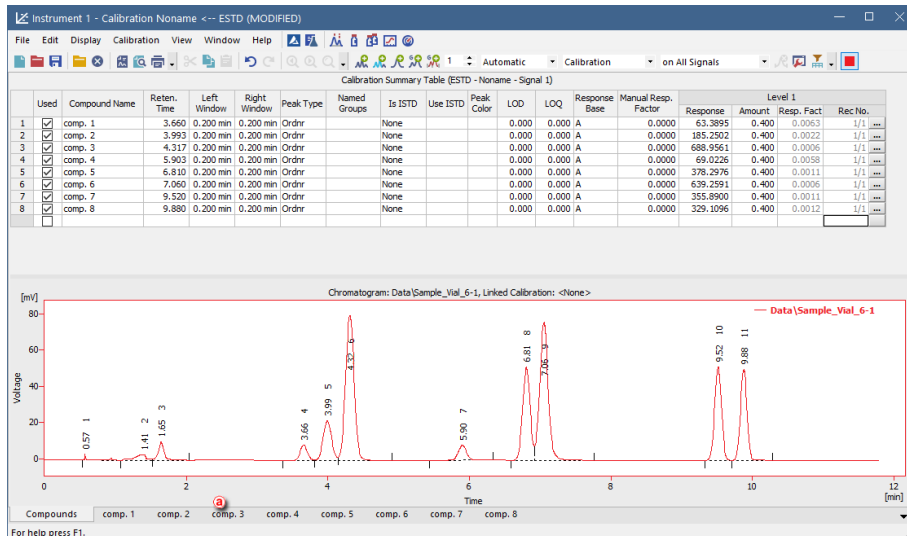 Instrument 1 - Calibration Noname <-- ESTD (MODIFIED)
File Edit Display Calibration View Window Help
1 Automatic Calibration on All Signals
Calibration Summary Table (ESTD - Noname - Signal 1)
Used Compound Name Reten. Time Left Window Right Window Peak Type Named Groups Is ISTD Use ISTD Peak Color LOD LOQ Response Base Manual Resp. Factor Level 1
Response Amount Resp. Fact Rec No.
1 comp. 1 3.660 0.200 min 0.200 min Ordnr None 0.000 0.000 A 0.0000 63.3895 0.400 0.0063 1/1 ...
2 comp. 2 3.993 0.200 min 0.200 min Ordnr None 0.000 0.000 A 0.0000 185.2502 0.400 0.0022 1/1 ...
3 comp. 3 4.317 0.200 min 0.200 min Ordnr None 0.000 0.000 A 0.0000 688.9561 0.400 0.0006 1/1 ...
4 comp. 4 5.903 0.200 min 0.200 min Ordnr None 0.000 0.000 A 0.0000 69.0226 0.400 0.0058 1/1 ...
5 comp. 5 6.810 0.200 min 0.200 min Ordnr None 0.000 0.000 A 0.0000 378.2976 0.400 0.0011 1/1 ...
6 comp. 6 7.060 0.200 min 0.200 min Ordnr None 0.000 0.000 A 0.0000 639.2591 0.400 0.0006 1/1 ...
7 comp. 7 9.520 0.200 min 0.200 min Ordnr None 0.000 0.000 A 0.0000 355.8900 0.400 0.0011 1/1 ...
8 comp. 8 9.880 0.200 min 0.200 min Ordnr None 0.000 0.000 A 0.0000 329.1096 0.400 0.0012 1/1 ...
Chromatogram: Data\Sample_Vial_6-1, Linked Calibration: <None>
[mV]
Data\Sample_Vial_6-1
80
60
40
20
0
Voltage
0.57 1
1.41 2
1.65 3
3.66 4
3.99 5
4.32 6
5.90 7
6.81 8
7.06 9
9.52 10
9.88 11
0 2 4 6 8 10 12
Time [min]
a
Compounds comp. 1 comp. 2 comp. 3 comp. 4 comp. 5 comp. 6 comp. 7 comp. 8
For help press F1.